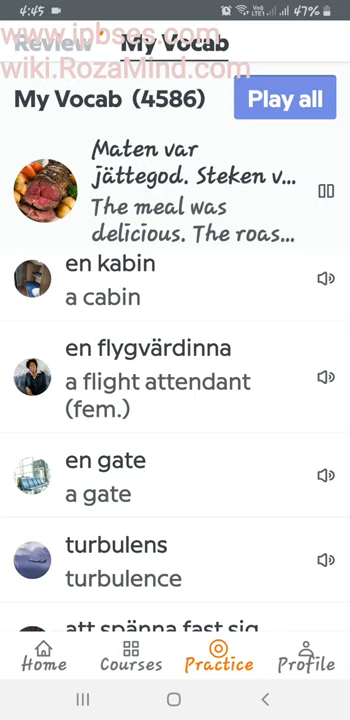 4:45
Vo)) LTE1
47%
www.ipbses.com
Review My Vocab
wiki.RozaMind.com
My Vocab (4586)
Play all
Maten var
jättegod. Steken v...
The meal was
delicious. The roas...
en kabin
a cabin
en flygvärdinna
a flight attendant
(fem.)
en gate
a gate
turbulens
turbulence
att spänna fast sig
Home Courses Practice Profile